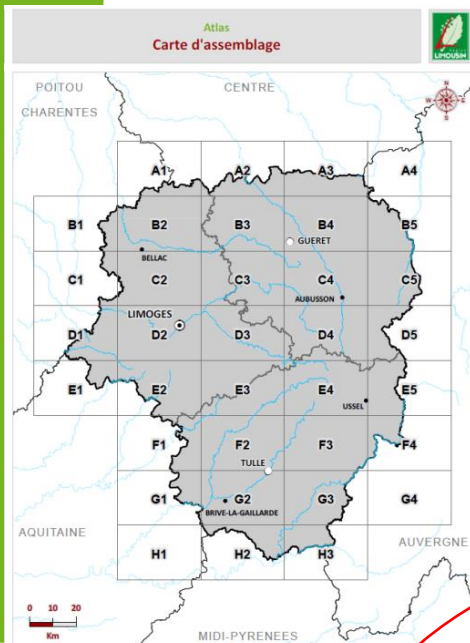 Atlas
Carte d'assemblage
LIMOUSIN
POITOU
CHARENTES
CENTRE
N
W
E
S
A1
A2
A3
A4
B1
B2
B3
B4
B5
GUERET
BELLAC
C1
C2
C3
C4
C5
AUBUSSON
LIMOGES
D1
D2
D3
D4
D5
E1
E2
E3
E4
E5
USSEL
F1
F2
F3
F4
TULLE
G1
G2
G3
G4
BRIVE-LA-GAILLARDE
AQUITAINE
AUVERGNE
H1
H2
H3
0 10 20
Km
MIDI-PYRENEES